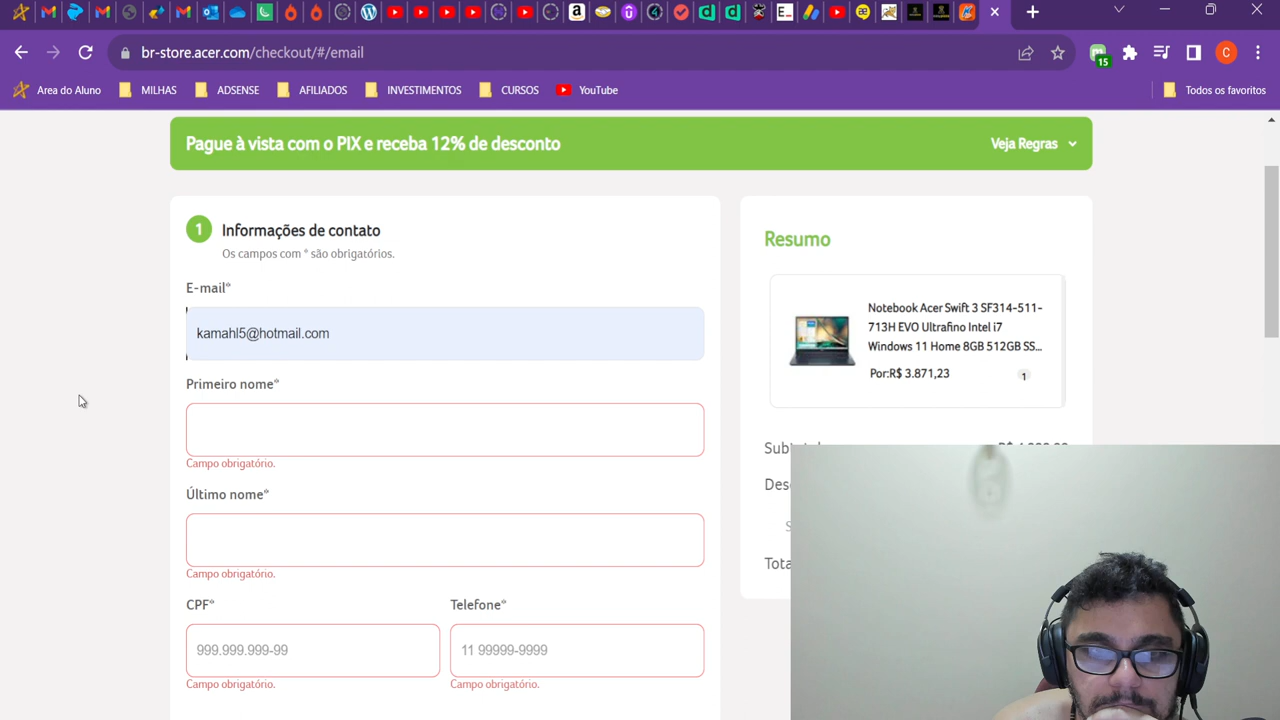 br-store.acer.com/checkout/#/email
15
C
Area do Aluno MILHAS ADSENSE AFILIADOS INVESTIMENTOS CURSOS YouTube Todos os favoritos
Pague à vista com o PIX e receba 12% de desconto
Veja Regras
1 Informações de contato
Os campos com * são obrigatórios.
E-mail*
kamahl5@hotmail.com
Primeiro nome*
Campo obrigatório.
Último nome*
Campo obrigatório.
CPF* Telefone*
999.999.999-99 11 99999-9999
Campo obrigatório. Campo obrigatório.
Resumo
Notebook Acer Swift 3 SF314-511-
713H EVO Ultrafino Intel i7
Windows 11 Home 8GB 512GB SS...
Por:R$ 3.871,23 1